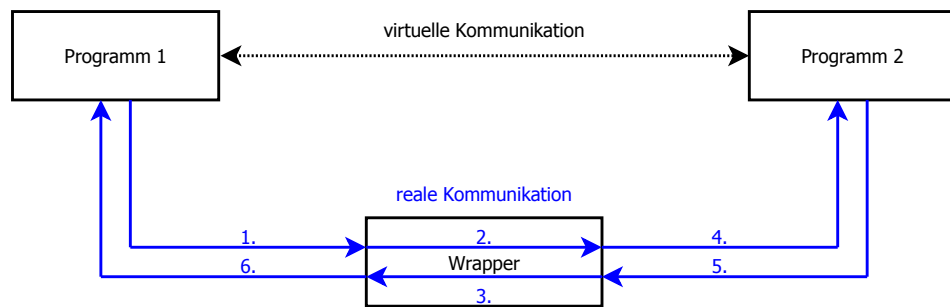 virtuelle Kommunikation
Programm 1
Programm 2
reale Kommunikation
1.
2.
4.
6.
Wrapper
5.
3.